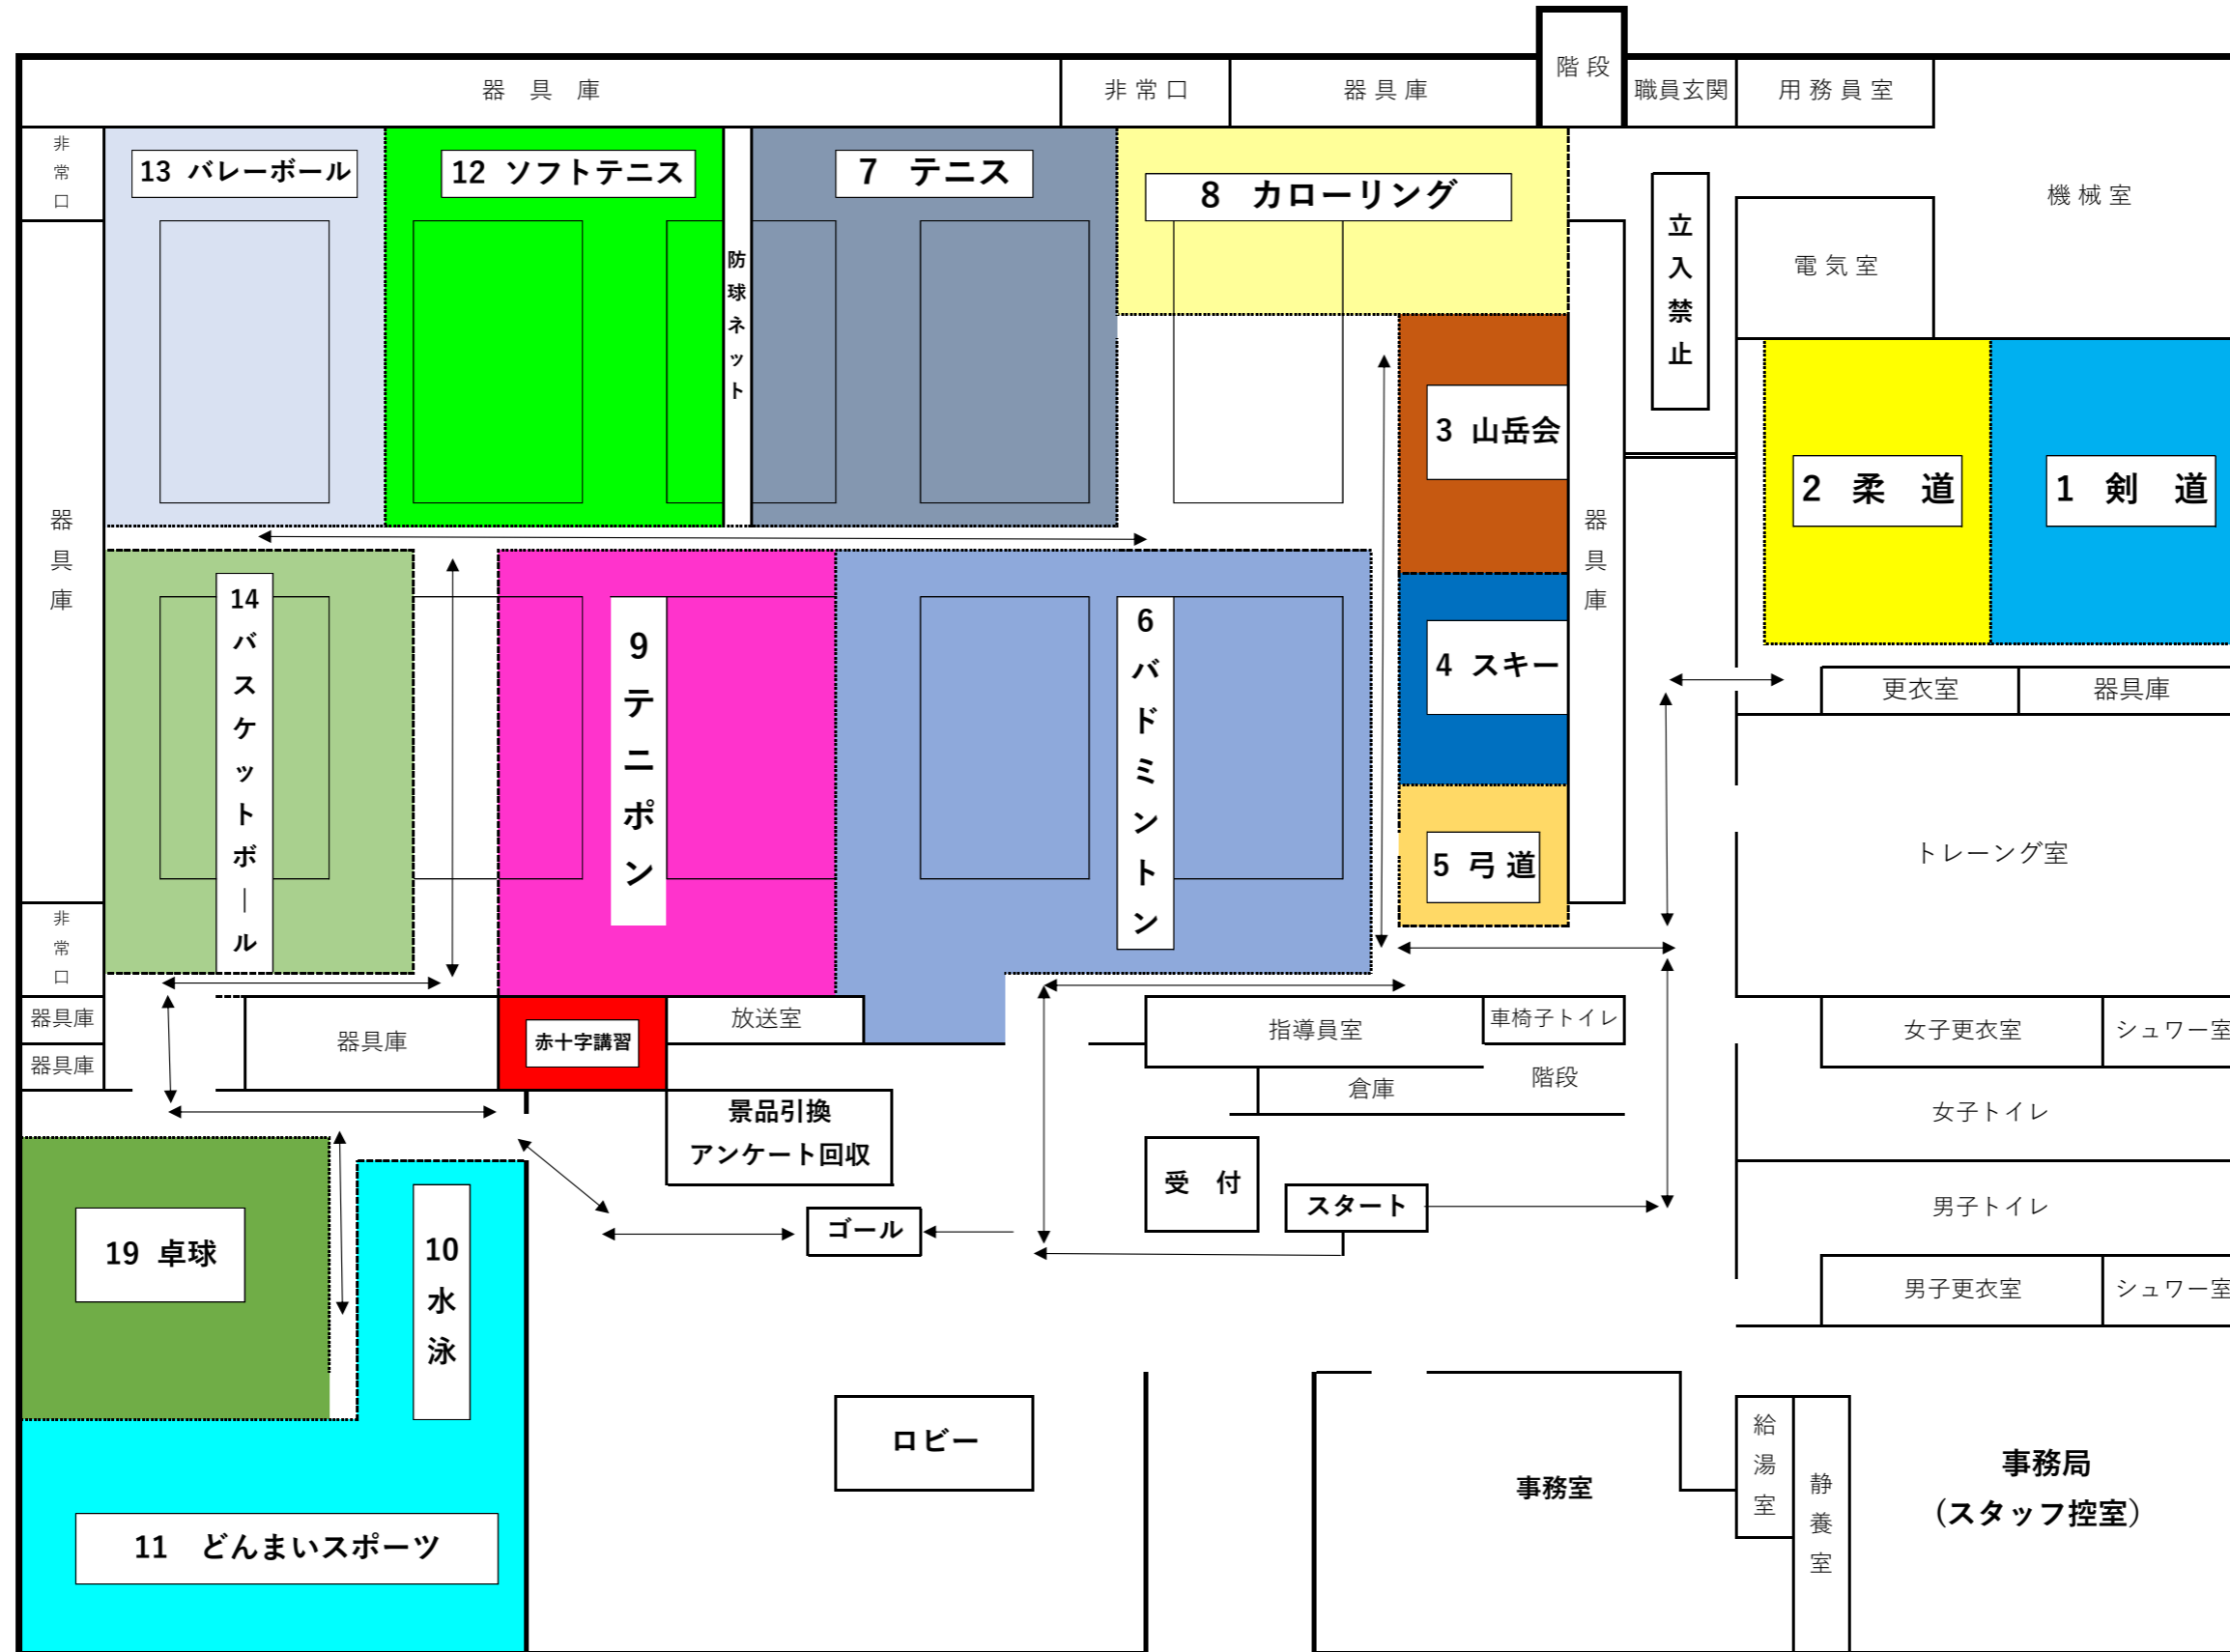 階 段
器 具 庫
非 常 口
器 具 庫
職員玄関
用 務 員 室
非常口
13 バレーボール
12 ソフトテニス
7 テニス
8 カローリング
立入禁止
機 械 室
防球ネット
電 気 室
3 山岳会
2 柔 道
1 剣 道
器具庫
器具庫
14バスケットボール
9テニポン
6バドミントン
4 スキー
更衣室
器具庫
5 弓 道
トレーング室
非常口
器具庫
器具庫
器具庫
赤十字講習
放送室
指導員室
車椅子トイレ
女子更衣室
シュワー室
倉庫
階段
景品引換
アンケート回収
女子トイレ
受 付
スタート
ゴール
男子トイレ
19 卓球
10水泳
男子更衣室
シュワー室
ロビー
事務室
給湯室
静養室
事務局
(スタッフ控室)
11 どんまいスポーツ